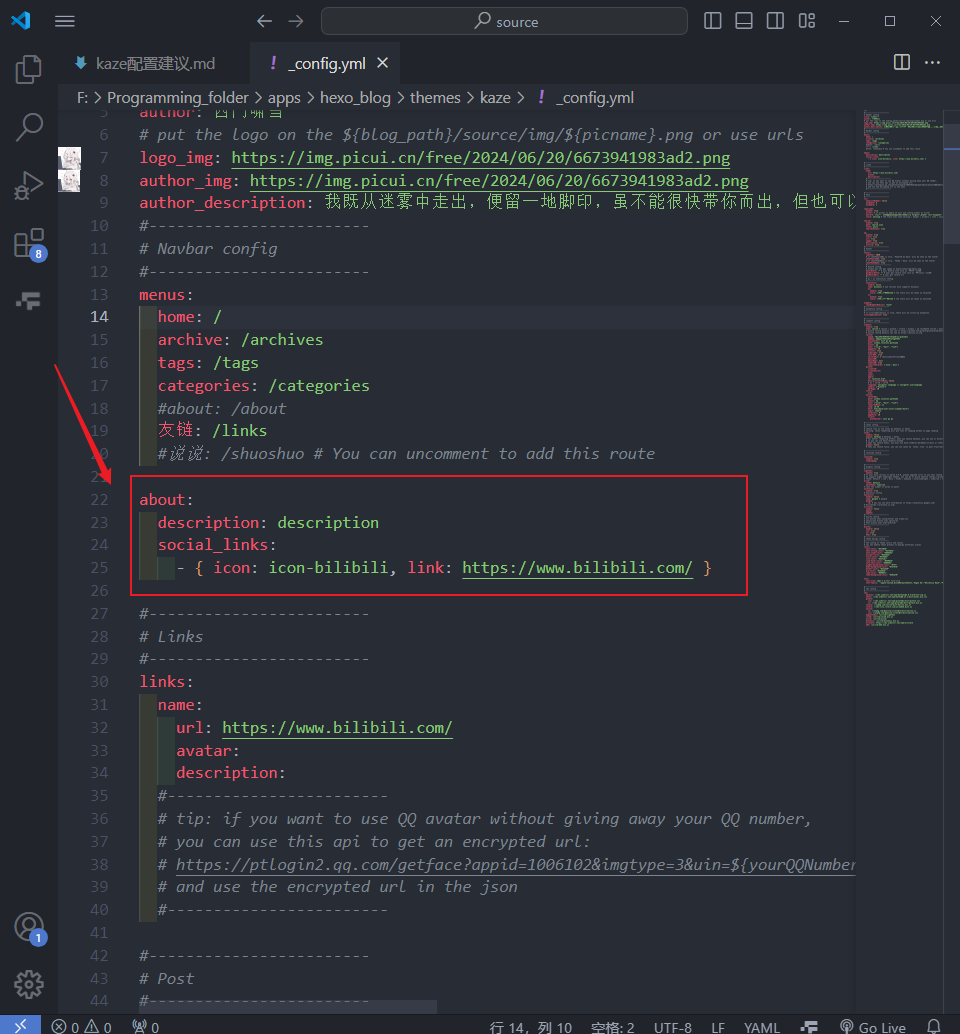 source
kaze配置建议.md
! _config.yml
F: > Programming_folder > apps > hexo_blog > themes > kaze > ! _config.yml
author:
6 # put the logo on the ${blog_path}/source/img/${picname}.png or use urls
7 logo_img: https://img.picui.cn/free/2024/06/20/6673941983ad2.png
8 author_img: https://img.picui.cn/free/2024/06/20/6673941983ad2.png
9 author_description: 我既从迷雾中走出，便留一地脚印，虽不能很快带你而出，但也可以
10 #------------------------
11 # Navbar config
12 #------------------------
13 menus:
14 home: /
15 archive: /archives
16 tags: /tags
17 categories: /categories
18 #about: /about
19 友链: /links
20 #说说: /shuoshuo # You can uncomment to add this route
21
22 about:
23 description: description
24 social_links:
25 - { icon: icon-bilibili, link: https://www.bilibili.com/ }
26
27 #------------------------
28 # Links
29 #------------------------
30 links:
31 name:
32 url: https://www.bilibili.com/
33 avatar:
34 description:
35 #------------------------
36 # tip: if you want to use QQ avatar without giving away your QQ number,
37 # you can use this api to get an encrypted url:
38 # https://ptlogin2.qq.com/getface?appid=1006102&imgtype=3&uin=${yourQQNumber
39 # and use the encrypted url in the json
40 #------------------------
41
42 #------------------------
43 # Post
44 #------------------------
8
1
0 0 0 行 14，列 10 空格: 2 UTF-8 LF YAML Go Live